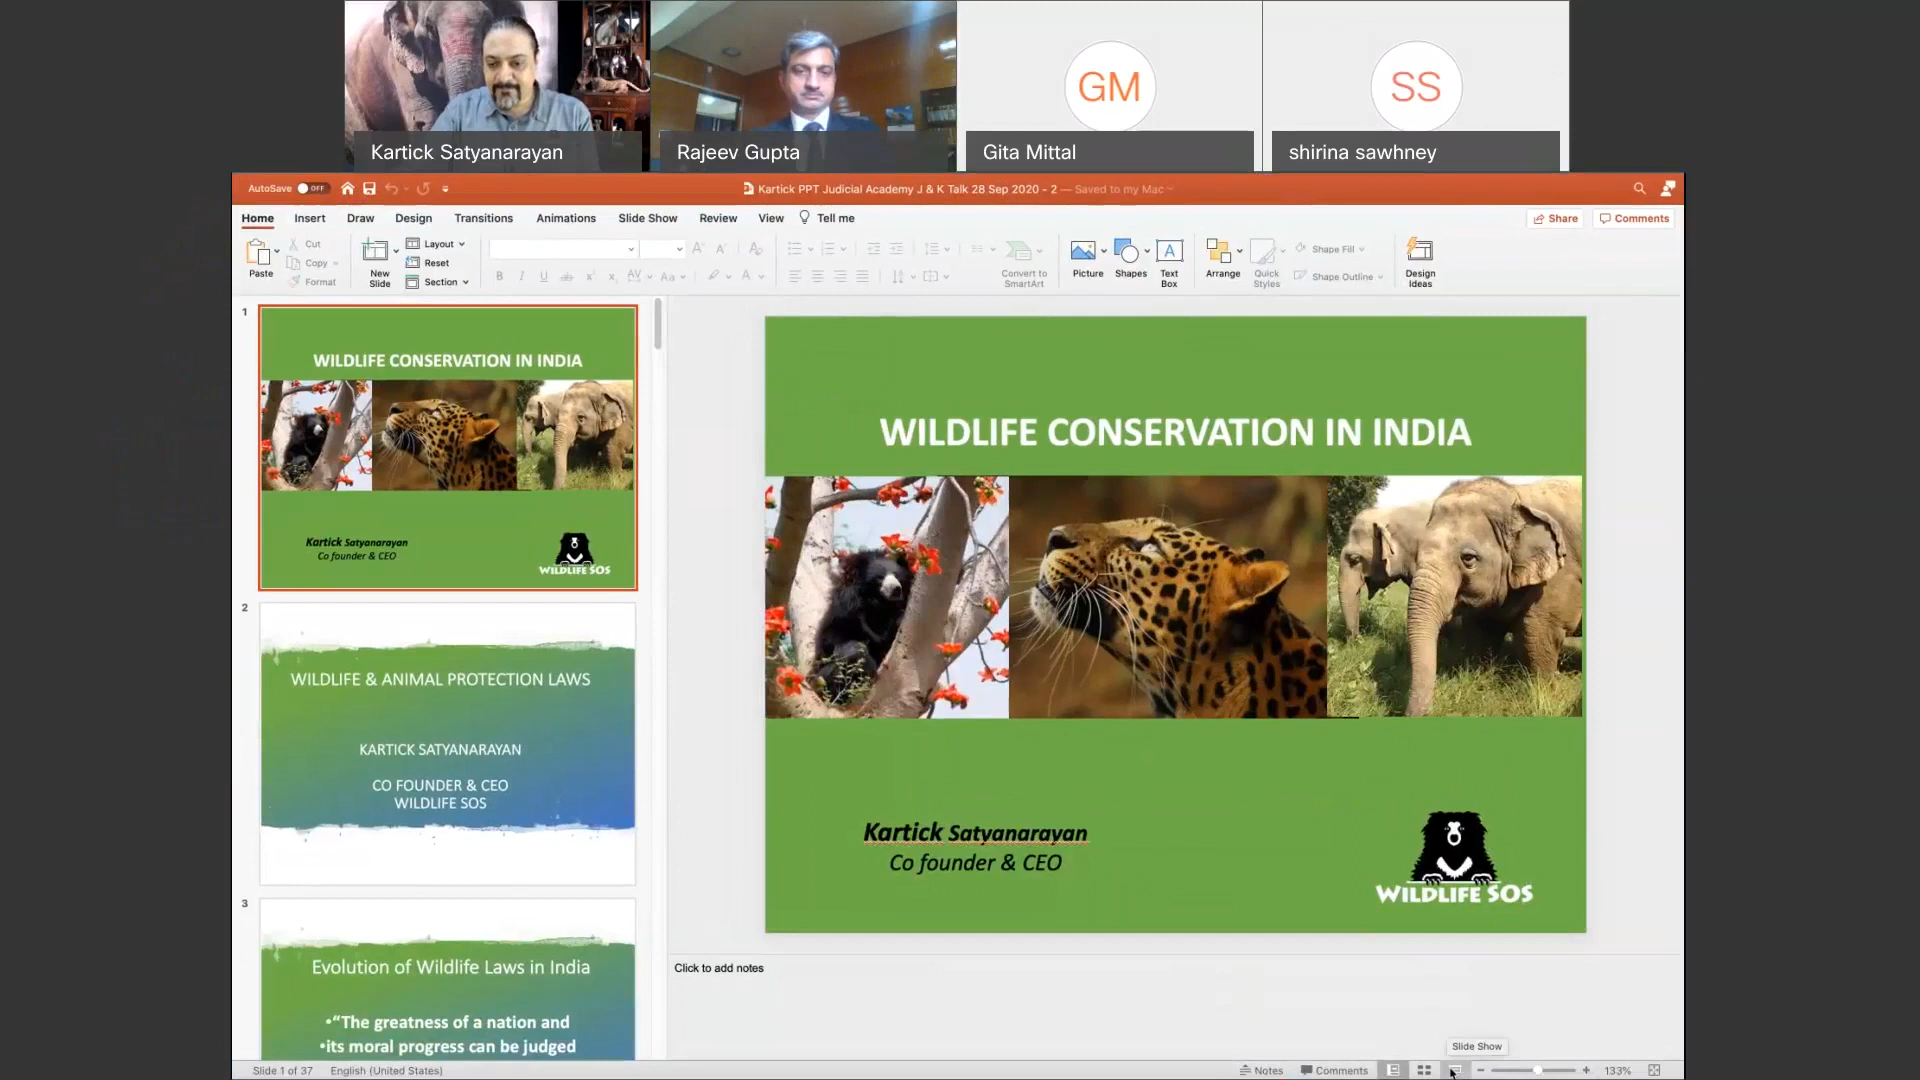 GM
SS
Kartick Satyanarayan
Rajeev Gupta
Gita Mittal
shirina sawhney
AutoSave OFF
Kartick PPT Judicial Academy J & K Talk 28 Sep 2020 - 2 — Saved to my Mac
Home Insert Draw Design Transitions Animations Slide Show Review View Tell me
Share Comments
Paste
Cut
Copy
Format
New Slide
Layout
Reset
Section
Convert to SmartArt
Picture
Shapes
Text Box
Arrange
Quick Styles
Shape Fill
Shape Outline
Design Ideas
1
WILDLIFE CONSERVATION IN INDIA
Kartick Satyanarayan
Co founder & CEO
WILDLIFE SOS
2
WILDLIFE & ANIMAL PROTECTION LAWS
KARTICK SATYANARAYAN
CO FOUNDER & CEO
WILDLIFE SOS
3
Evolution of Wildlife Laws in India
•“The greatness of a nation and
•its moral progress can be judged
WILDLIFE CONSERVATION IN INDIA
Kartick Satyanarayan
Co founder & CEO
WILDLIFE SOS
Click to add notes
Slide Show
Slide 1 of 37 English (United States)
Notes Comments 133%